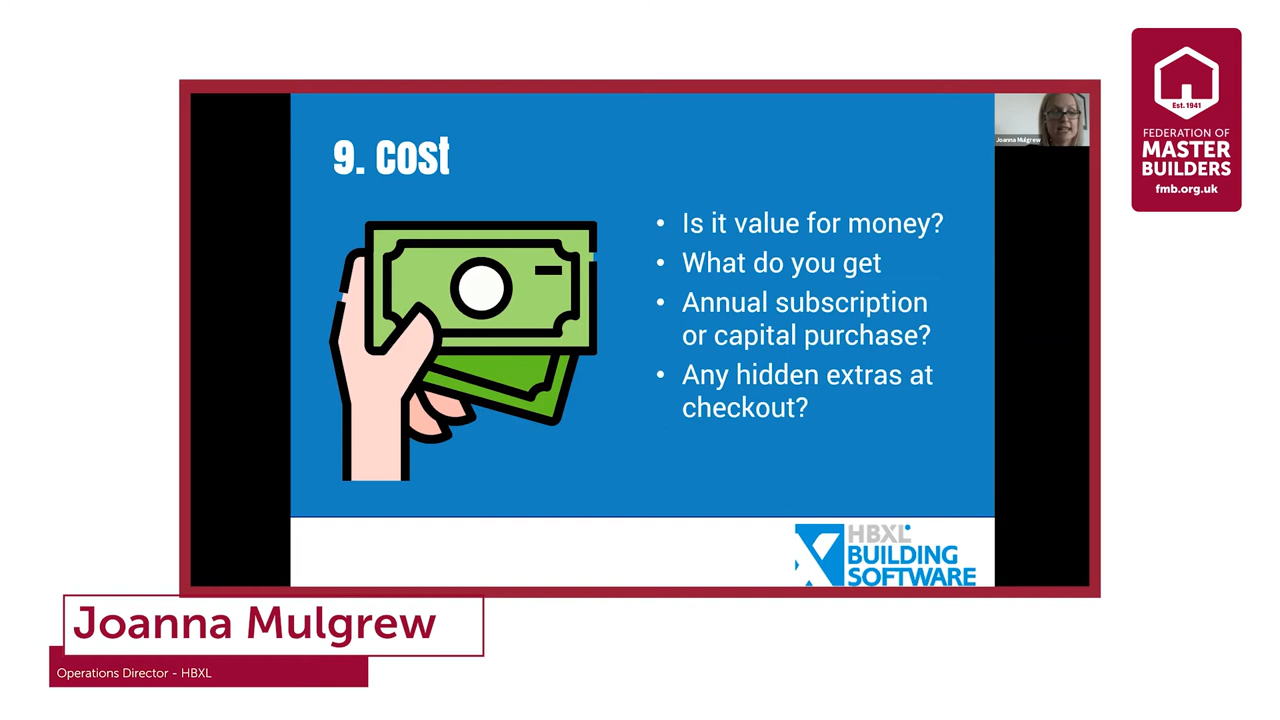 9. Cost
• Is it value for money?
• What do you get
• Annual subscription
or capital purchase?
• Any hidden extras at
checkout?
HBXL
BUILDING
SOFTWARE
Joanna Mulgrew
Est. 1941
FEDERATION OF
MASTER
BUILDERS
fmb.org.uk
Joanna Mulgrew
Operations Director - HBXL